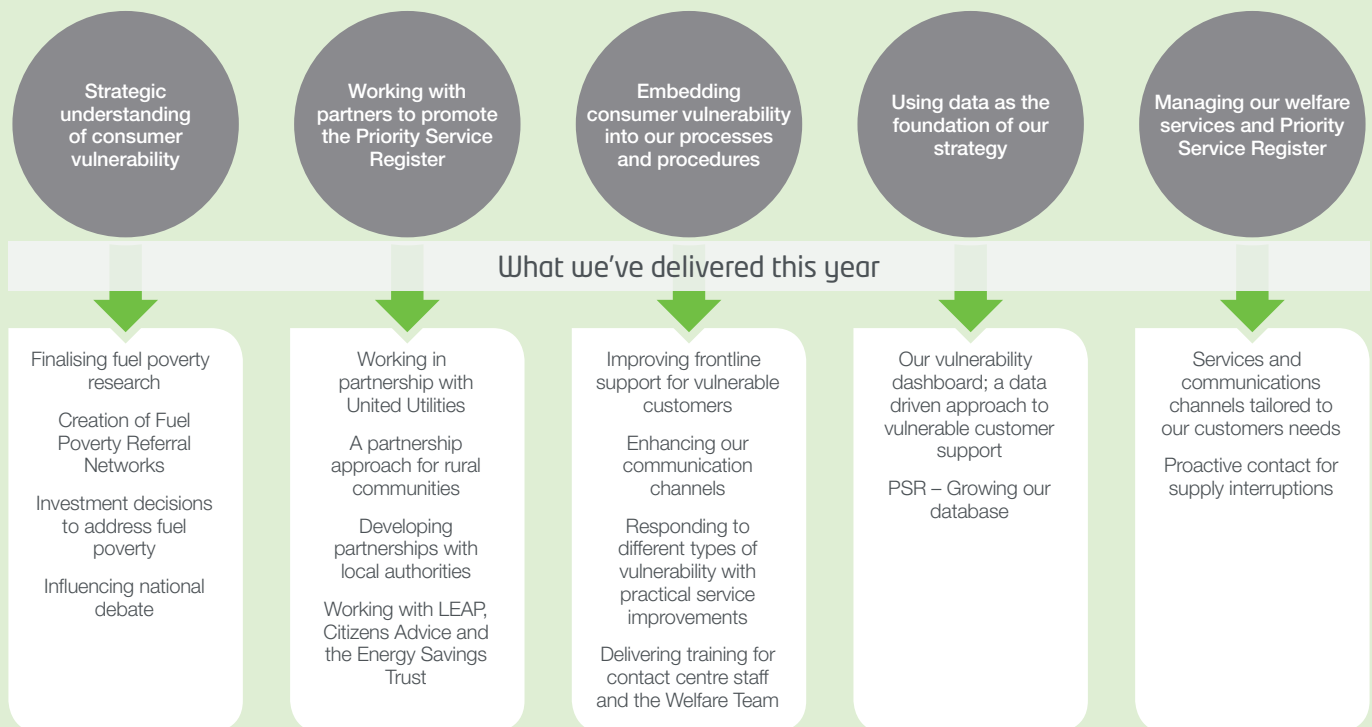 Strategic
understanding
of consumer
vulnerability
Working with
partners to promote
the Priority Service
Register
Embedding
consumer vulnerability
into our processes
and procedures
Using data as the
foundation of our
strategy
Managing our welfare
services and Priority
Service Register
What we've delivered this year
Finalising fuel poverty
research
Creation of Fuel
Poverty Referral
Networks
Investment decisions
to address fuel
poverty
Influencing national
debate
Working in
partnership with
United Utilities
A partnership
approach for rural
communities
Developing
partnerships with
local authorities
Working with LEAP,
Citizens Advice and
the Energy Savings
Trust
Improving frontline
support for vulnerable
customers
Enhancing our
communication
channels
Responding to
different types of
vulnerability with
practical service
improvements
Delivering training for
contact centre staff
and the Welfare Team
Our vulnerability
dashboard; a data
driven approach to
vulnerable customer
support
PSR – Growing our
database
Services and
communications
channels tailored to
our customers needs
Proactive contact for
supply interruptions